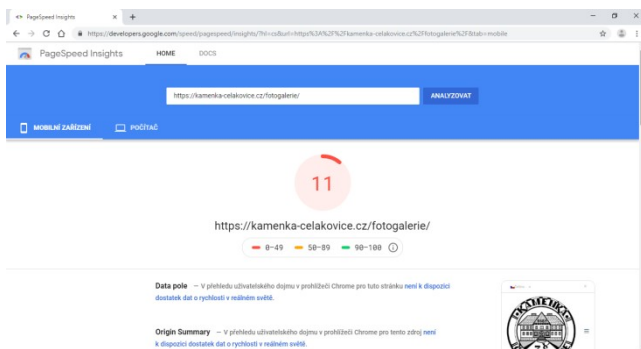 PageSpeed Insights
https://developers.google.com/speed/pagespeed/insights/?hl=cs&url=https%3A%2F%2Fkamenka-celakovice.cz%2Ffotogalerie%2F&tab=mobile
PageSpeed Insights HOME DOCS
https://kamenka-celakovice.cz/fotogalerie/ ANALYZOVAT
MOBILNÍ ZAŘÍZENÍ POČÍTAČ
11
https://kamenka-celakovice.cz/fotogalerie/
0–49 50–89 90–100
Data pole — V přehledu uživatelského dojmu v prohlížeči Chrome pro tuto stránku není k dispozici
dostatek dat o rychlosti v reálném světě.
Origin Summary — V přehledu uživatelského dojmu v prohlížeči Chrome pro tento zdroj není
k dispozici dostatek dat o rychlosti v reálném světě.
KAMENKA